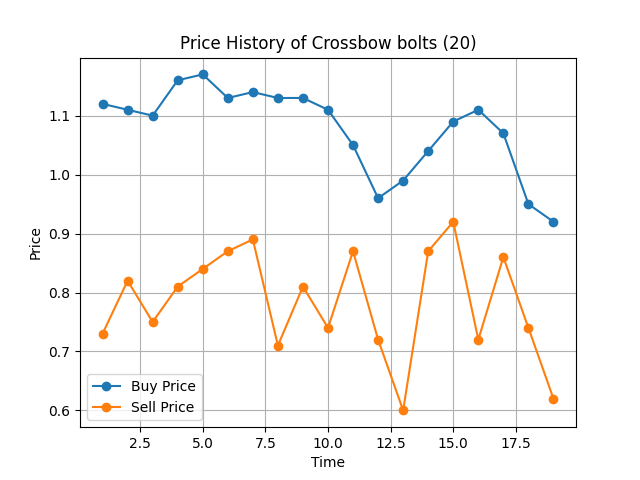 Price History of Crossbow bolts (20)
1.1
1.0
0.9
0.8
0.7
0.6
Price
Buy Price
Sell Price
2.5 5.0 7.5 10.0 12.5 15.0 17.5
Time